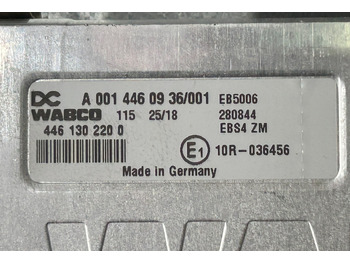 DC A 001 446 09 36/001 EB5006
WABCO 115 25/18 280844
446 130 220 0 EBS4 ZM
E1 10R-036456
Made in Germany